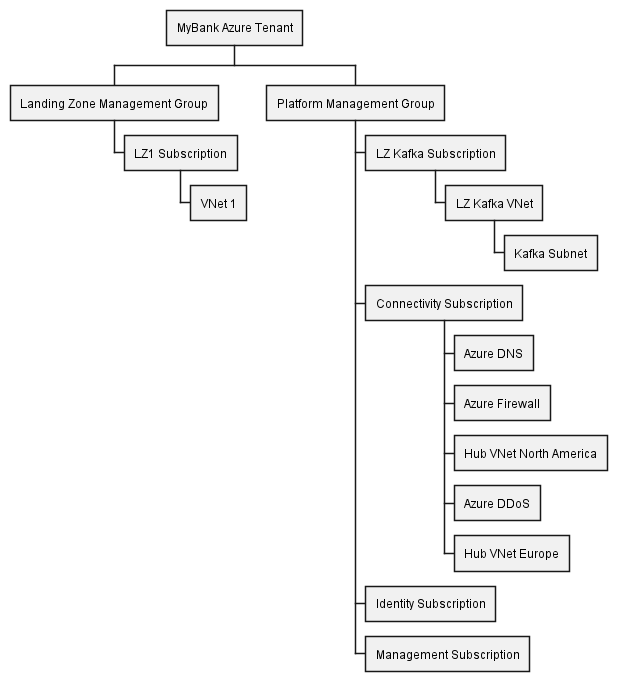 MyBank Azure Tenant
Landing Zone Management Group
Platform Management Group
LZ1 Subscription
LZ Kafka Subscription
VNet 1
LZ Kafka VNet
Kafka Subnet
Connectivity Subscription
Azure DNS
Azure Firewall
Hub VNet North America
Azure DDoS
Hub VNet Europe
Identity Subscription
Management Subscription